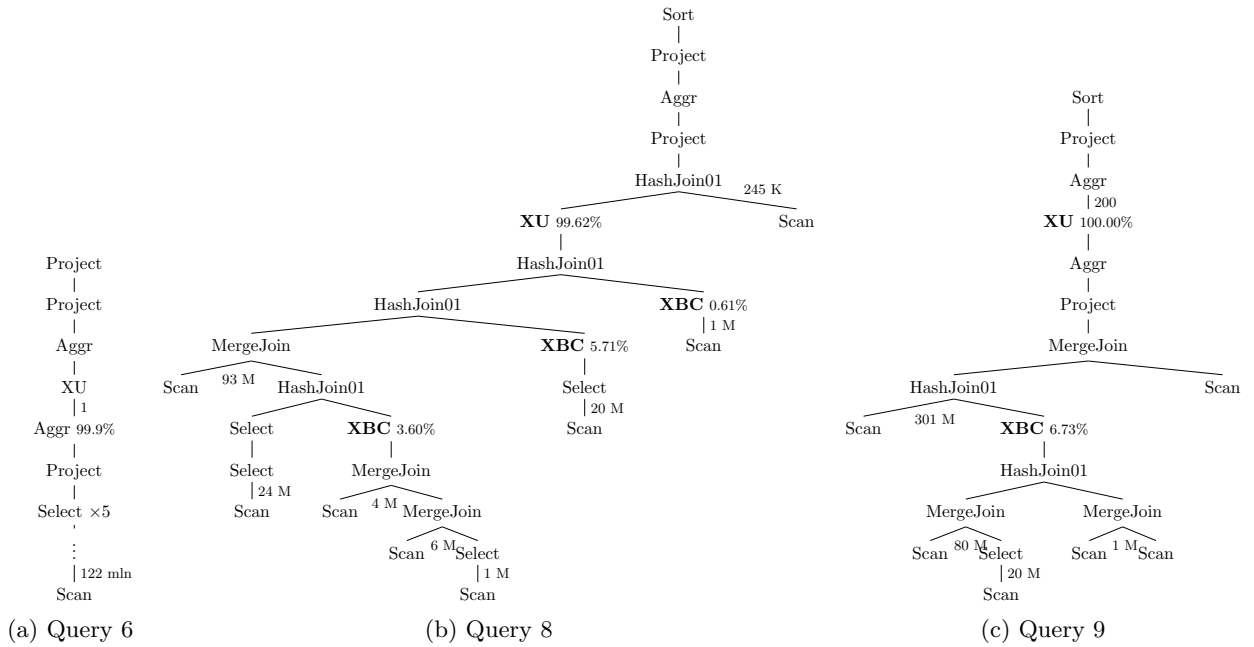 Sort
Project
Aggr
Sort
Project
Project
HashJoin01
245 K
Aggr
200
XU 99.62%
Scan
XU 100.00%
Project
HashJoin01
Aggr
Project
HashJoin01
XBC 0.61%
Project
1 M
Aggr
MergeJoin
XBC 5.71%
Scan
MergeJoin
93 M
XU
Scan
HashJoin01
Select
HashJoin01
Scan
1
20 M
301 M
Aggr 99.9%
Select
XBC 3.60%
Scan
Scan
XBC 6.73%
Project
Select
MergeJoin
HashJoin01
24 M
4 M
Select ×5
Scan
Scan
MergeJoin
MergeJoin
MergeJoin
6 M
80 M
1 M
⋮
Scan
Select
Scan
Select
Scan
Scan
122 mln
1 M
20 M
Scan
Scan
Scan
(a) Query 6
(b) Query 8
(c) Query 9